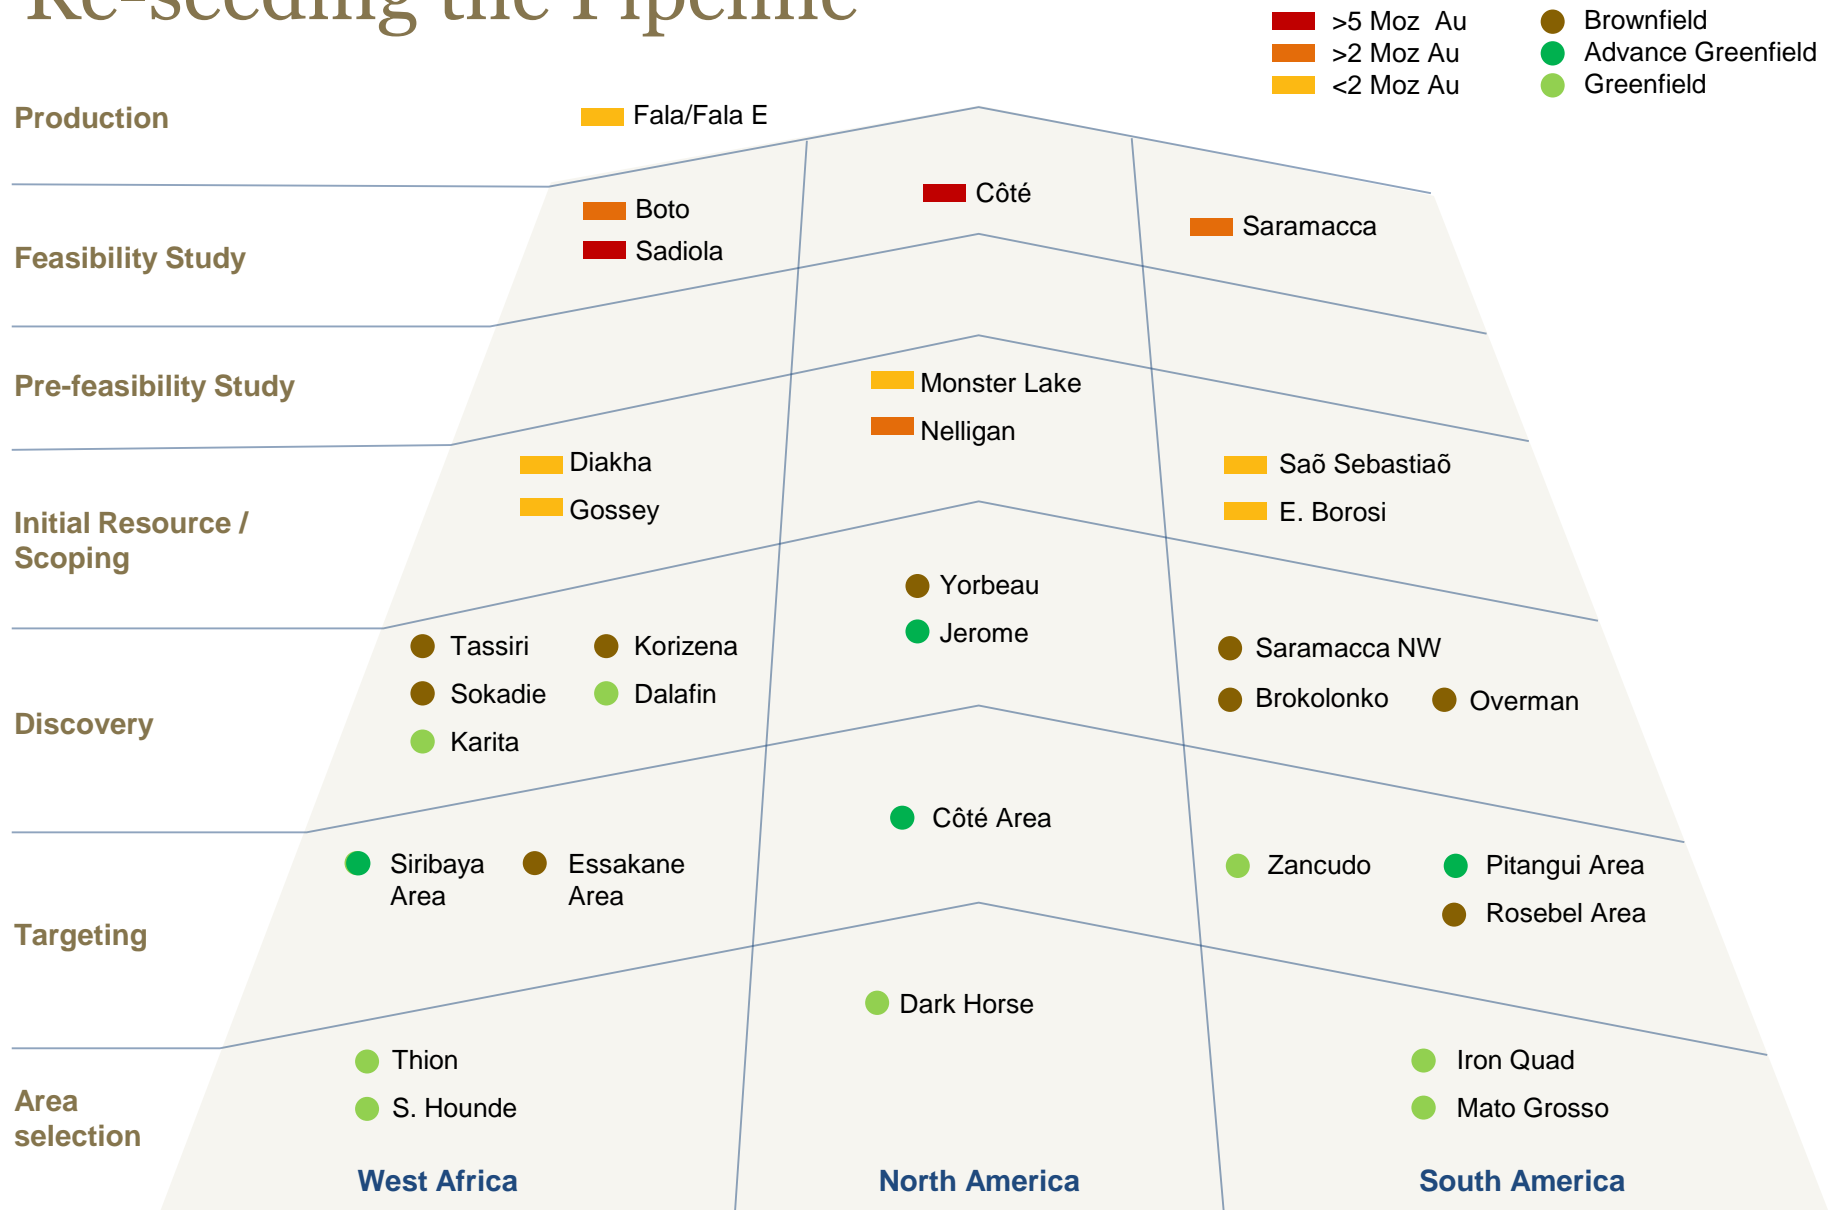 Re-seeding the Pipeline
>5 Moz Au
>2 Moz Au
<2 Moz Au
Brownfield
Advance Greenfield
Greenfield
Production
Fala/Fala E
Feasibility Study
Boto
Sadiola
Côté
Saramacca
Pre-feasibility Study
Monster Lake
Nelligan
Initial Resource /
Scoping
Diakha
Gossey
Saõ Sebastiaõ
E. Borosi
Yorbeau
Jerome
Discovery
Tassiri
Korizena
Sokadie
Dalafin
Karita
Saramacca NW
Brokolonko
Overman
Côté Area
Targeting
Siribaya
Area
Essakane
Area
Zancudo
Pitangui Area
Rosebel Area
Dark Horse
Area
selection
Thion
S. Hounde
Iron Quad
Mato Grosso
West Africa
North America
South America